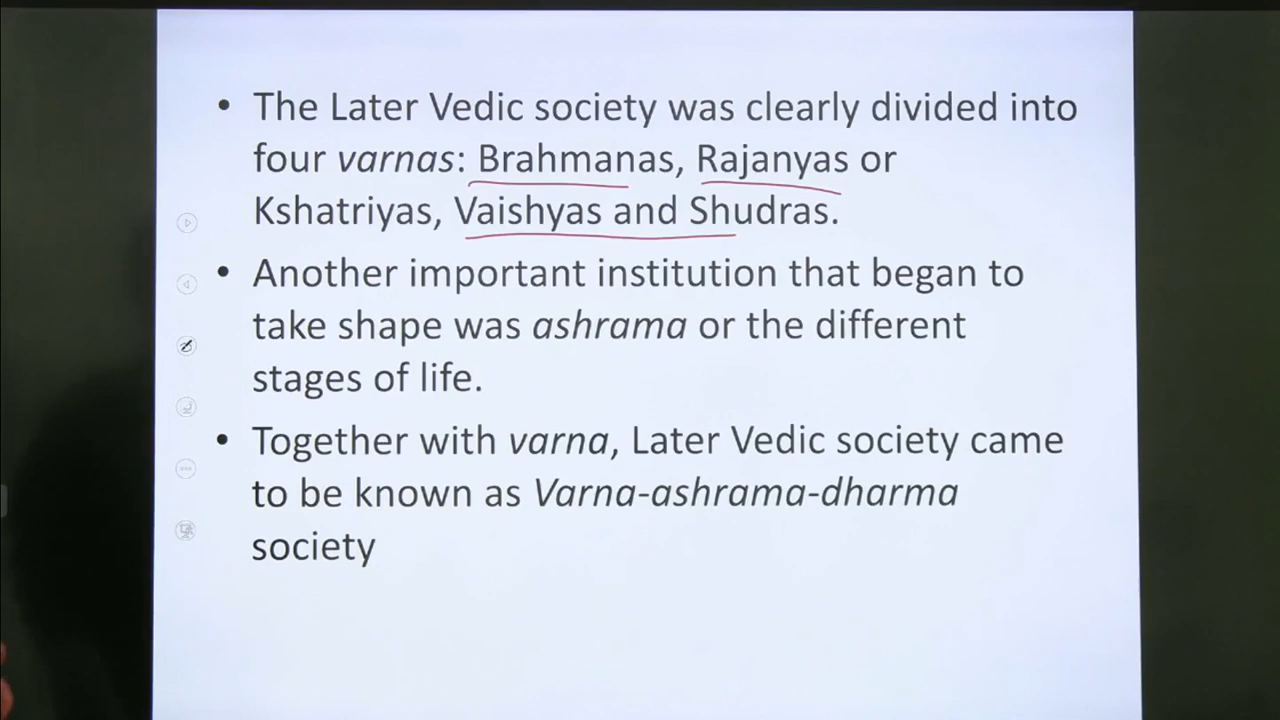 • The Later Vedic society was clearly divided into
four varnas: Brahmanas, Rajanyas or
Kshatriyas, Vaishyas and Shudras.
• Another important institution that began to
take shape was ashrama or the different
stages of life.
• Together with varna, Later Vedic society came
to be known as Varna-ashrama-dharma
society